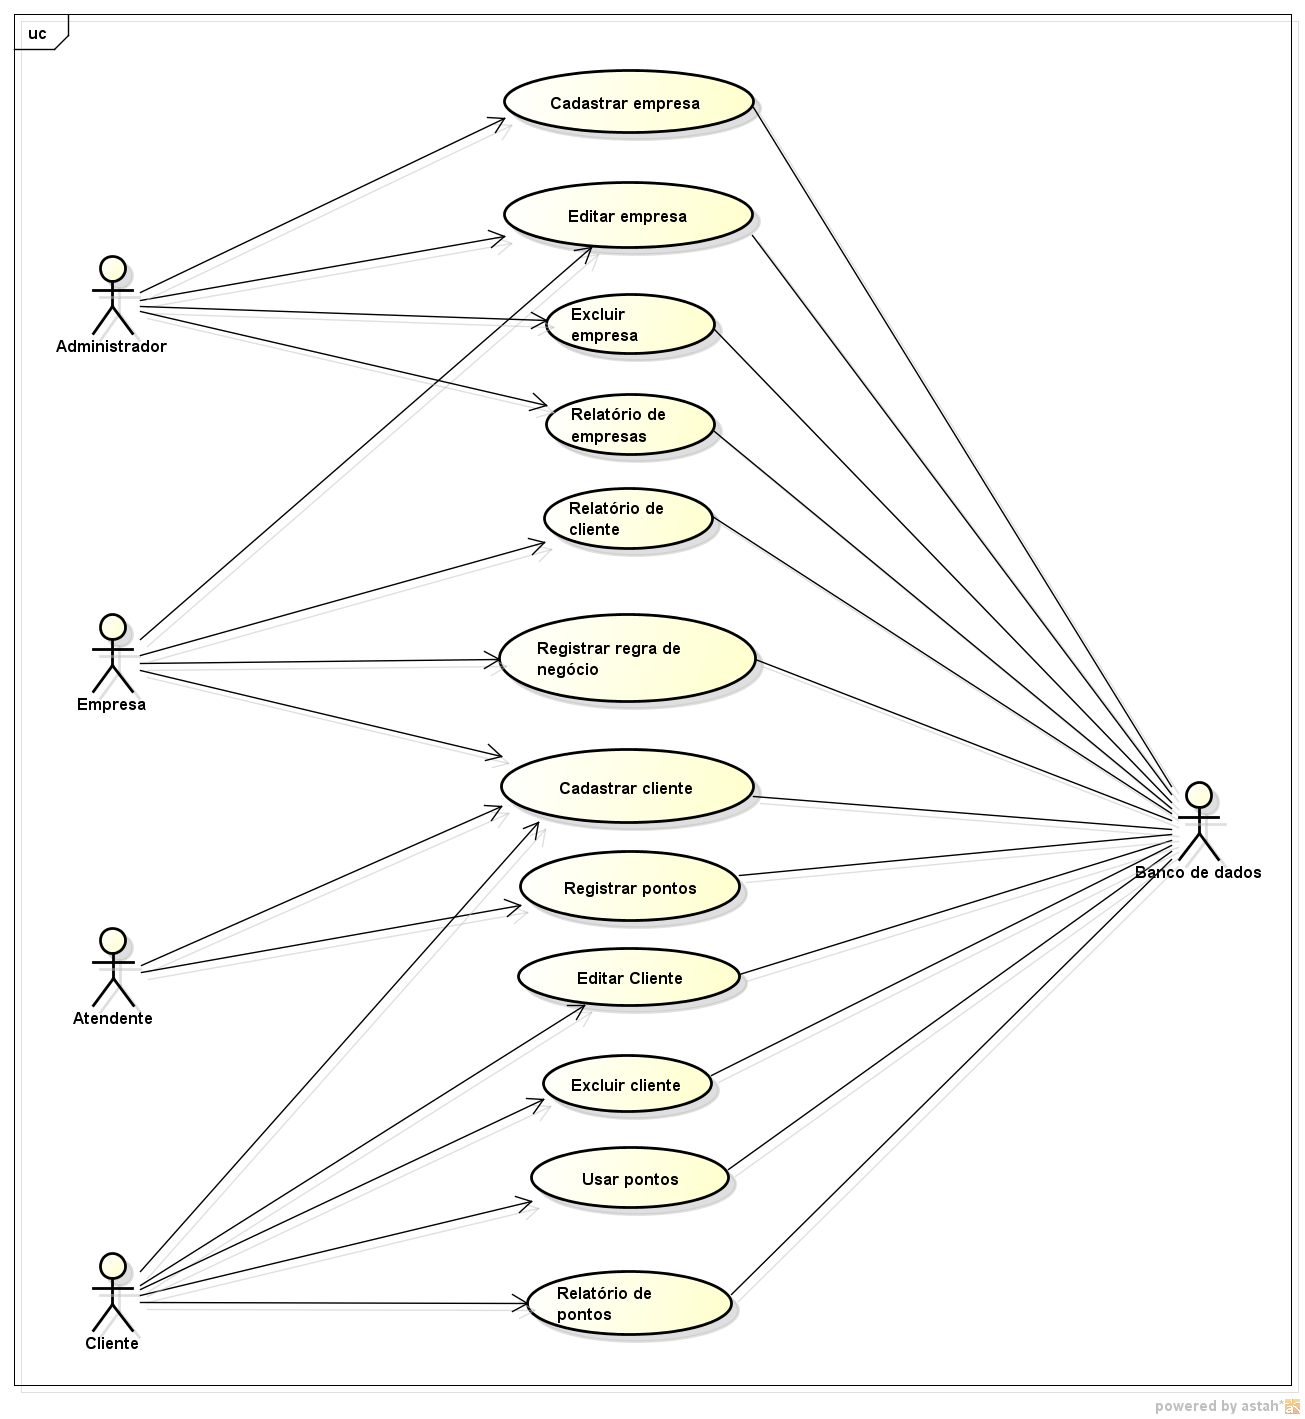 uc
Cadastrar empresa
Editar empresa
Administrador
Excluir
empresa
Relatório de
empresas
Relatório de
cliente
Empresa
Registrar regra de
negócio
Cadastrar cliente
Banco de dados
Registrar pontos
Atendente
Editar Cliente
Excluir cliente
Usar pontos
Cliente
Relatório de
pontos
powered by astah*